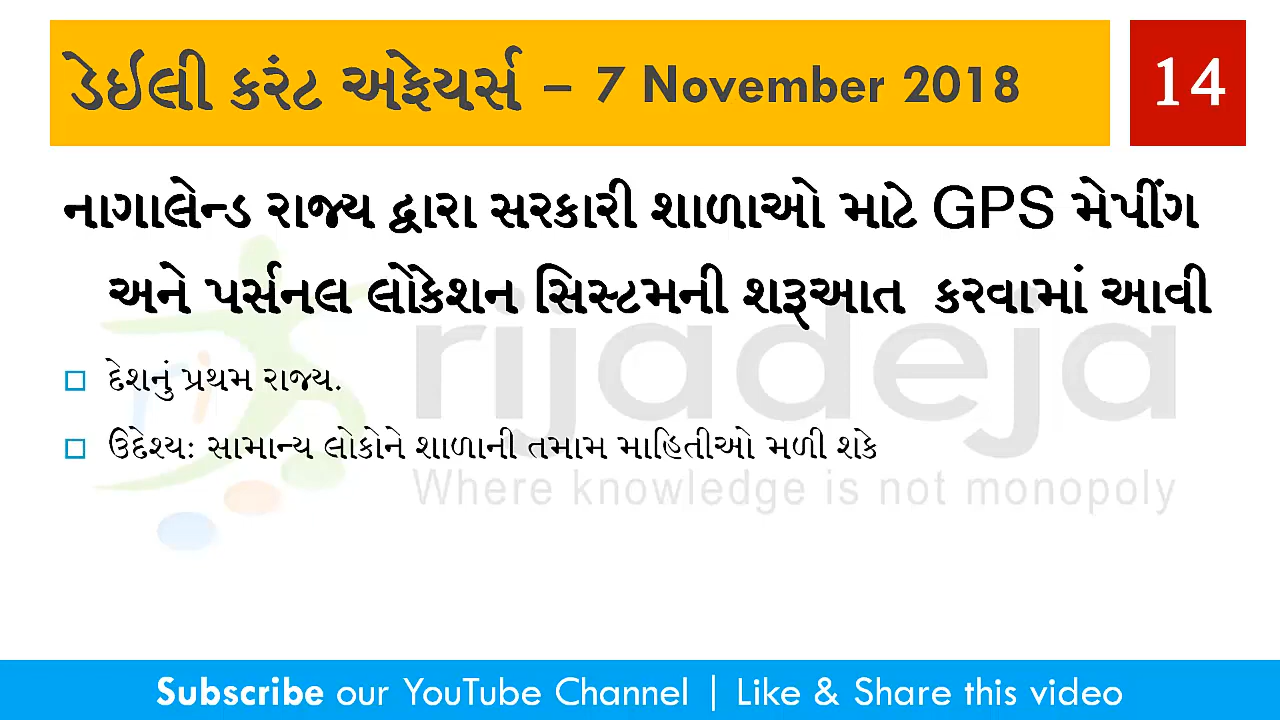 ડેઈલી કરંટ અફેયર્સ – 7 November 2018
14
નાગાલેન્ડ રાજ્ય દ્વારા સરકારી શાળાઓ માટે GPS મેપીંગ
અને પર્સનલ લોકેશન સિસ્ટમની શરૂઆત કરવામાં આવી
દેશનું પ્રથમ રાજ્ય.
ઉદેશ્ય: સામાન્ય લોકોને શાળાની તમામ માહિતીઓ મળી શકે
rijadeja
Where knowledge is not monopoly
Subscribe our YouTube Channel | Like & Share this video